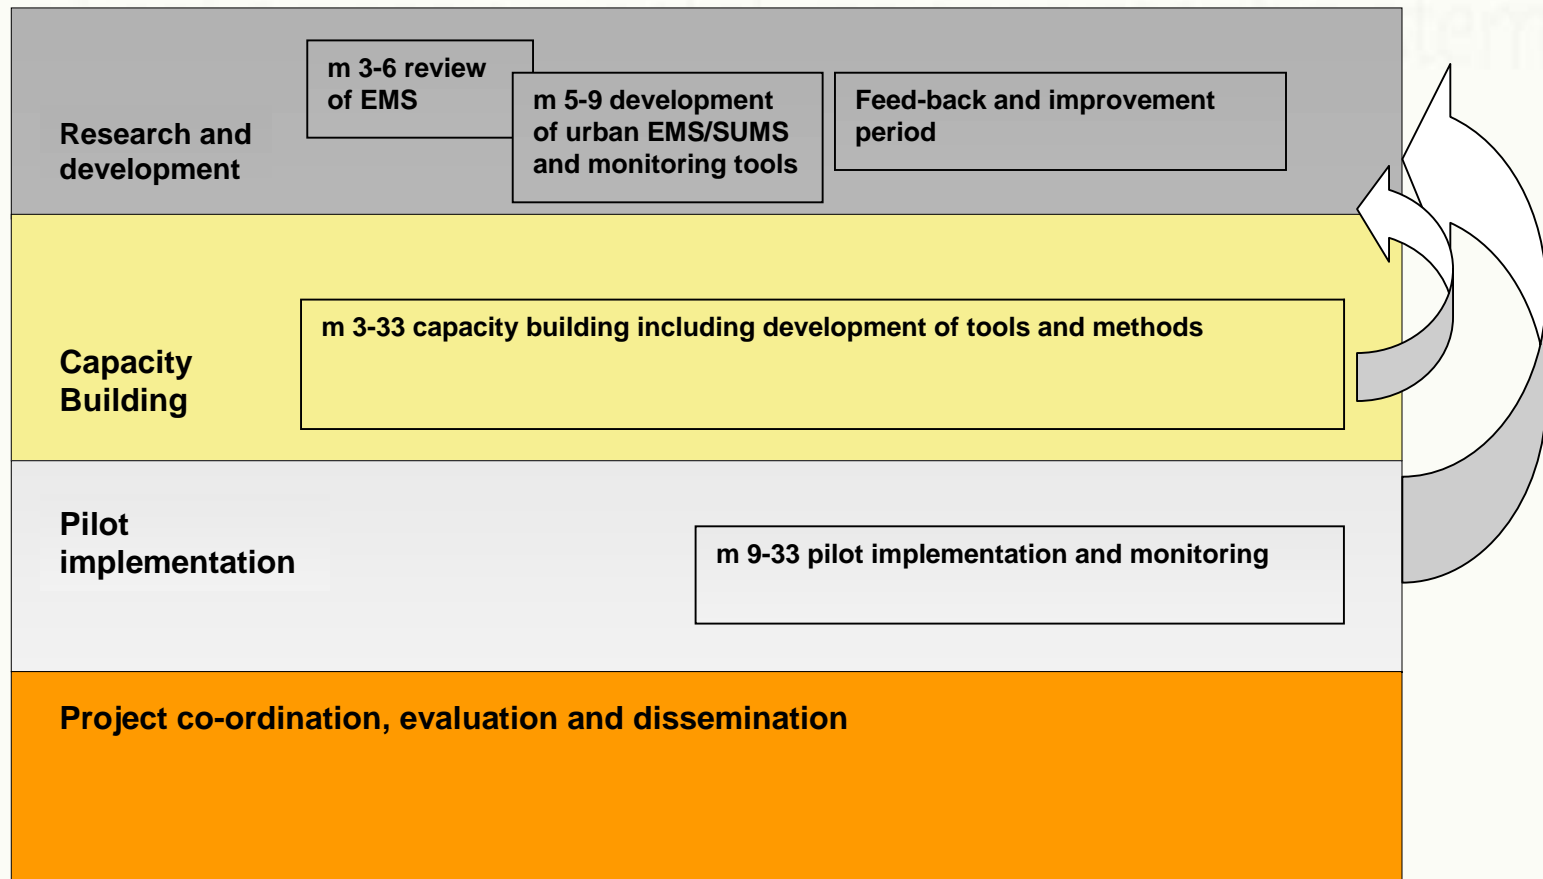 Research and
development
m 3-6 review
of EMS
m 5-9 development
of urban EMS/SUMS
and monitoring tools
Feed-back and improvement
period
Capacity
Building
m 3-33 capacity building including development of tools and methods
Pilot
implementation
m 9-33 pilot implementation and monitoring
Project co-ordination, evaluation and dissemination